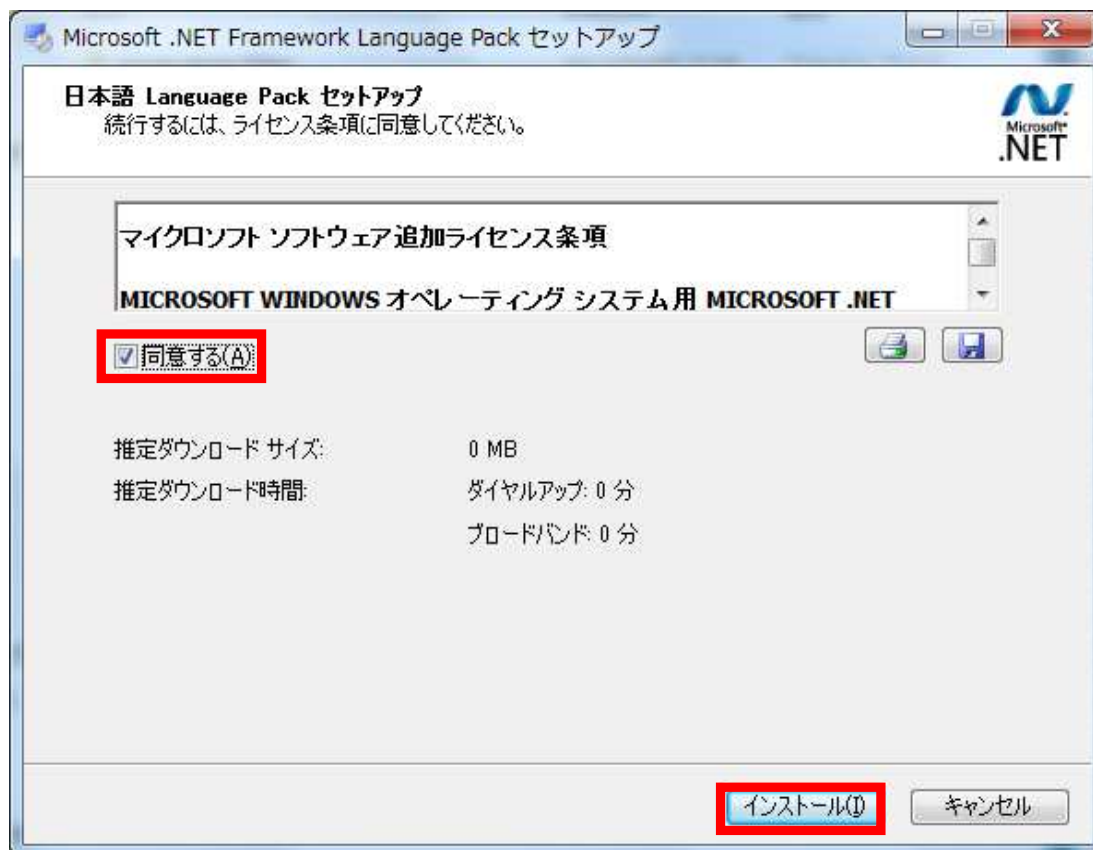 Microsoft .NET Framework Language Pack セットアップ
日本語 Language Pack セットアップ
続行するには、ライセンス条項に同意してください。
Microsoft
.NET
マイクロソフト ソフトウェア追加ライセンス条項
MICROSOFT WINDOWS オペレーティング システム用 MICROSOFT .NET
同意する(A)
推定ダウンロード サイズ: 0 MB
推定ダウンロード時間: ダイヤルアップ: 0 分
ブロードバンド: 0 分
インストール(I) キャンセル